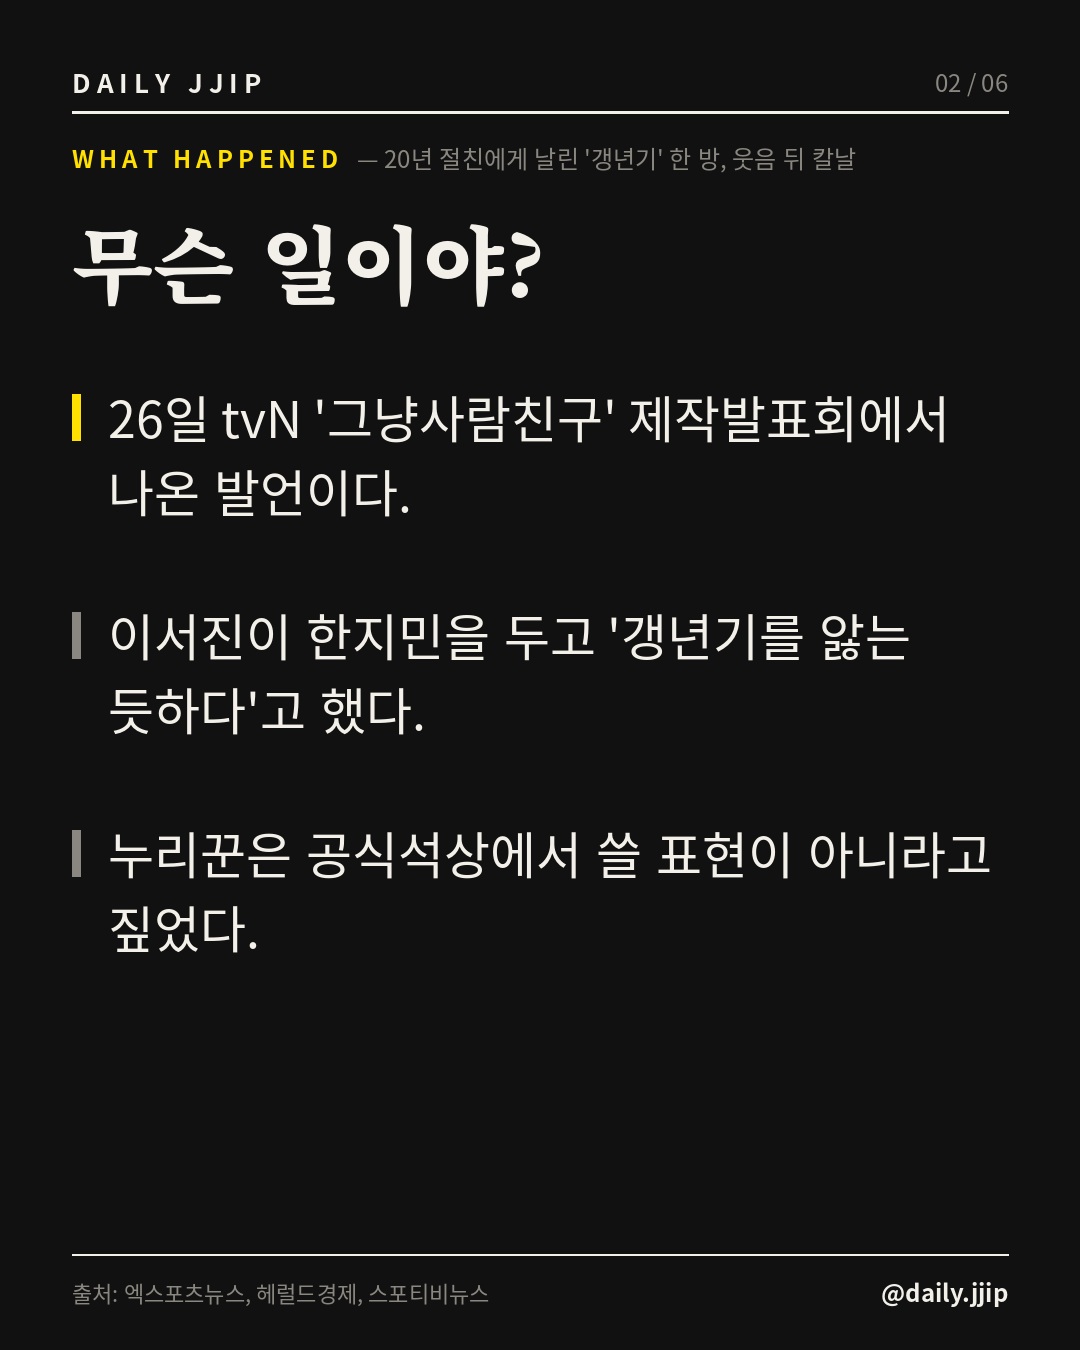 DAILY JJIP
02 / 06
WHAT HAPPENED — 20년 절친에게 날린 '갱년기' 한 방, 웃음 뒤 칼날
무슨 일이야?
26일 tvN '그냥사람친구' 제작발표회에서
나온 발언이다.
이서진이 한지민을 두고 '갱년기를 앓는
듯하다'고 했다.
누리꾼은 공식석상에서 쓸 표현이 아니라고
짚었다.
출처: 엑스포츠뉴스, 헤럴드경제, 스포티비뉴스
@daily.jjip